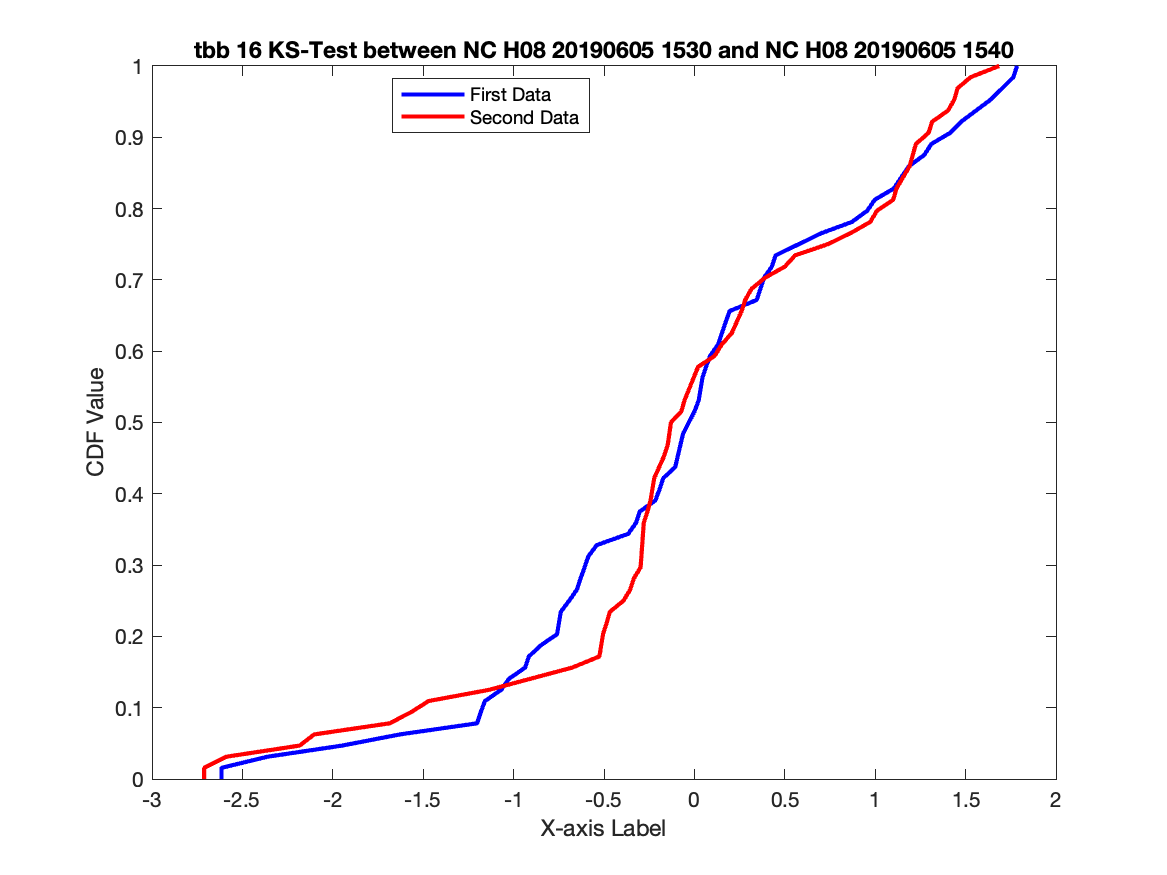 tbb 16 KS-Test between NC H08 20190605 1530 and NC H08 20190605 1540
First Data
Second Data
1
0.9
0.8
0.7
0.6
0.5
0.4
0.3
0.2
0.1
0
CDF Value
-3 -2.5 -2 -1.5 -1 -0.5 0 0.5 1 1.5 2
X-axis Label